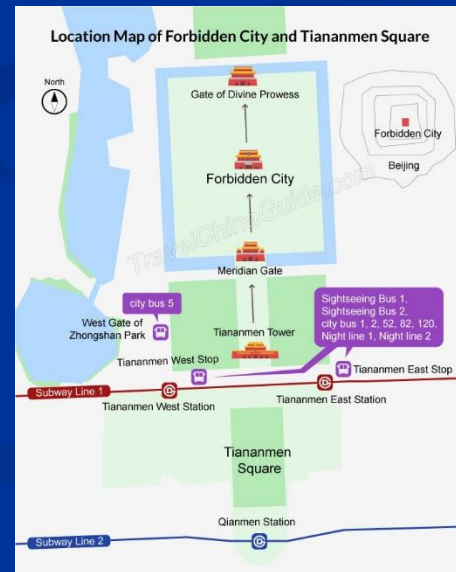 Location Map of Forbidden City and Tiananmen Square
North
Gate of Divine Prowess
Forbidden City
Beijing
Forbidden City
TravelChinaGuide.com
Meridian Gate
city bus 5
West Gate of
Zhongshan Park
Sightseeing Bus 1,
Sightseeing Bus 2,
city bus 1, 2, 52, 82, 120,
Night line 1, Night line 2
Tiananmen Tower
Tiananmen West Stop
Tiananmen East Stop
Subway Line 1
Tiananmen West Station
Tiananmen East Station
Tiananmen
Square
Qianmen Station
Subway Line 2